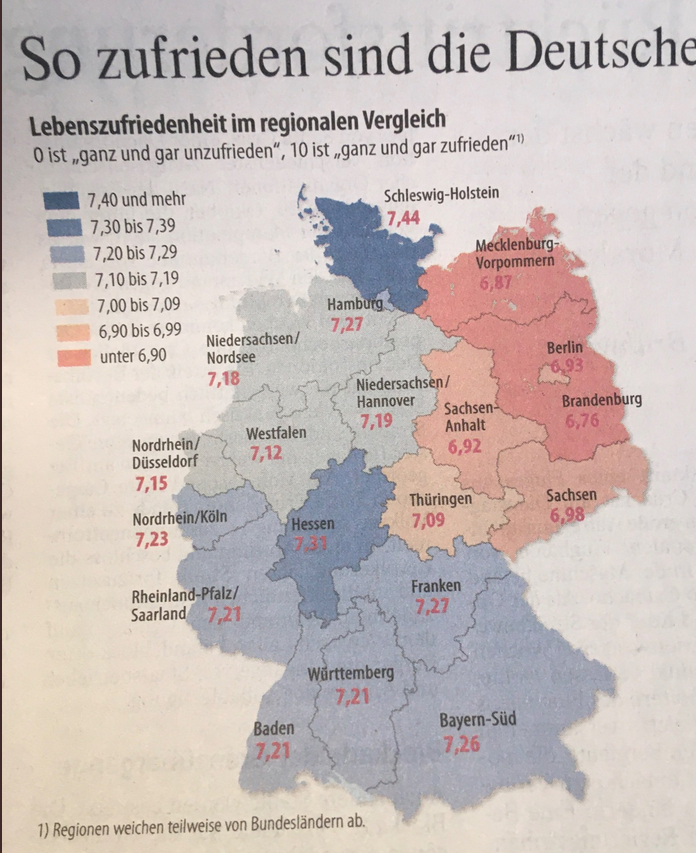 So zufrieden sind die Deutsche
Lebenszufriedenheit im regionalen Vergleich
0 ist „ganz und gar unzufrieden“, 10 ist „ganz und gar zufrieden“1)
7,40 und mehr
7,30 bis 7,39
7,20 bis 7,29
7,10 bis 7,19
7,00 bis 7,09
6,90 bis 6,99
unter 6,90
Schleswig-Holstein
7,44
Mecklenburg-
Vorpommern
6,87
Hamburg
7,27
Niedersachsen/
Nordsee
7,18
Berlin
6,93
Niedersachsen/
Hannover
7,19
Brandenburg
6,76
Sachsen-
Anhalt
6,92
Westfalen
7,12
Nordrhein/
Düsseldorf
7,15
Thüringen
7,09
Sachsen
6,98
Nordrhein/Köln
7,23
Hessen
7,31
Rheinland-Pfalz/
Saarland 7,21
Franken
7,27
Württemberg
7,21
Baden
7,21
Bayern-Süd
7,26
1) Regionen weichen teilweise von Bundesländern ab.